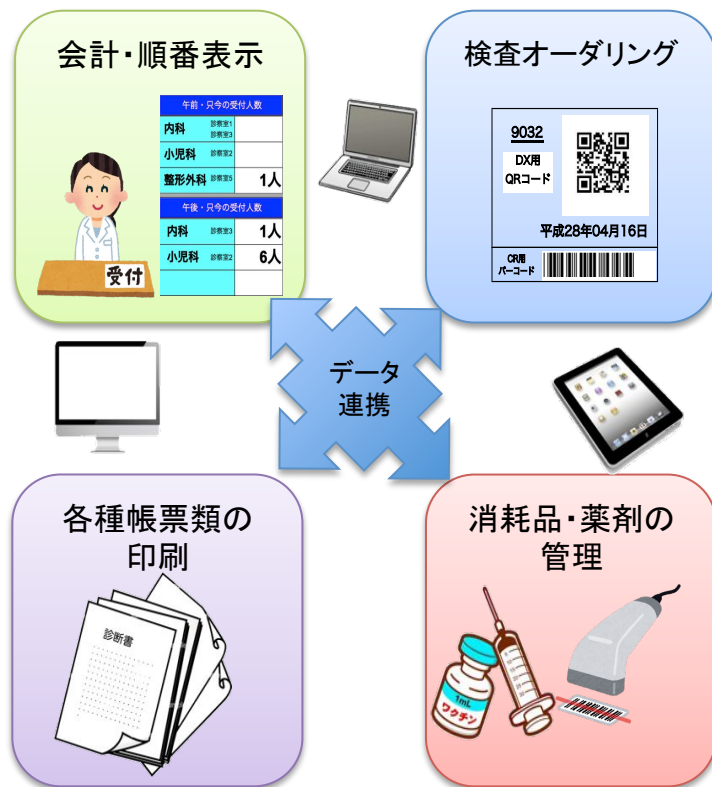 会計・順番表示
午前・只今の受付人数
内科 診察室1
診察室3
小児科 診察室2
整形外科 診察室5 1人
午後・只今の受付人数
内科 診察室3 1人
小児科 診察室2 6人
受付
検査オーダリング
9032
DX用
QRコード
平成28年04月16日
CR用
バーコード
データ
連携
各種帳票類の
印刷
診断書
消耗品・薬剤の
管理
1mL
ワクチン